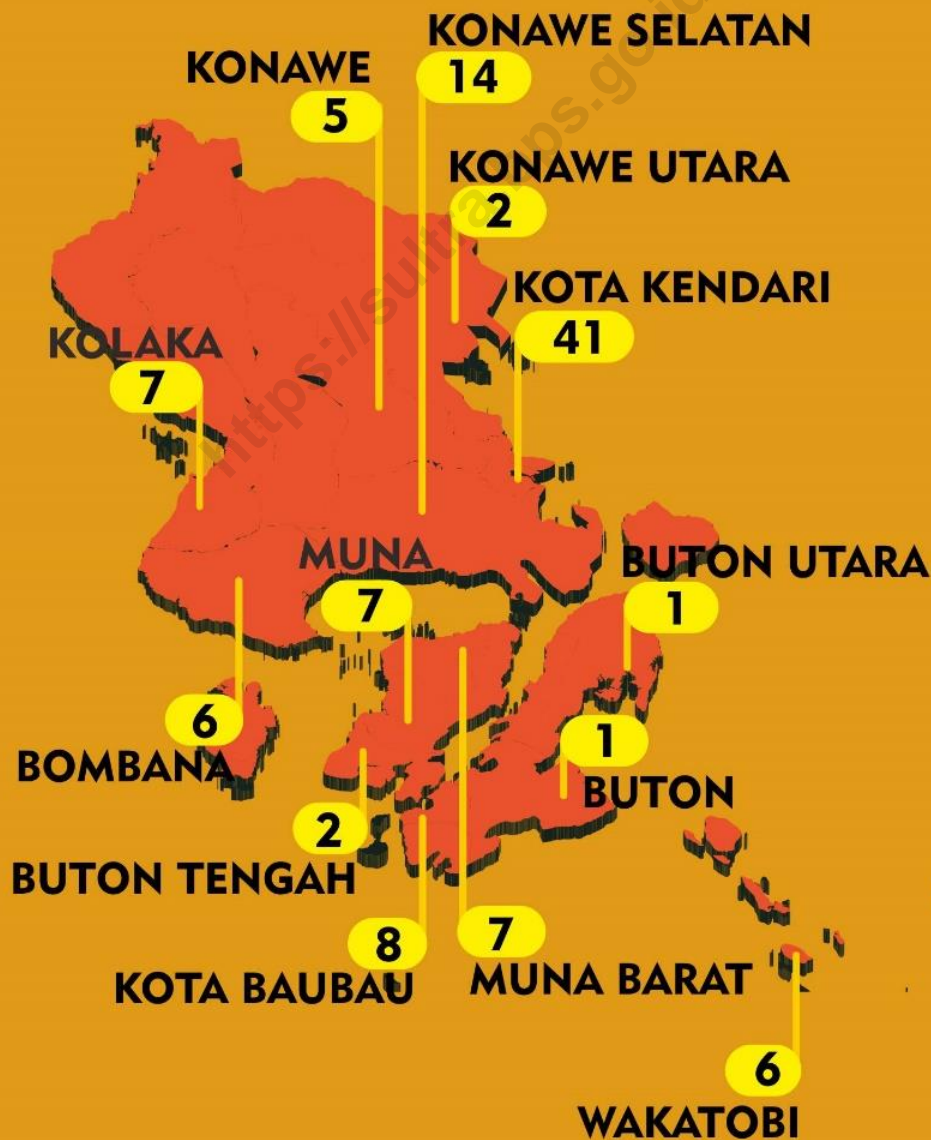 KONAWE SELATAN
14
KONAWE
5
KONAWE UTARA
2
KOTA KENDARI
41
KOLAKA
7
MUNA
7
BUTON UTARA
1
6
BOMBANA
1
BUTON
2
BUTON TENGAH
8
KOTA BAUBAU
7
MUNA BARAT
6
WAKATOBI